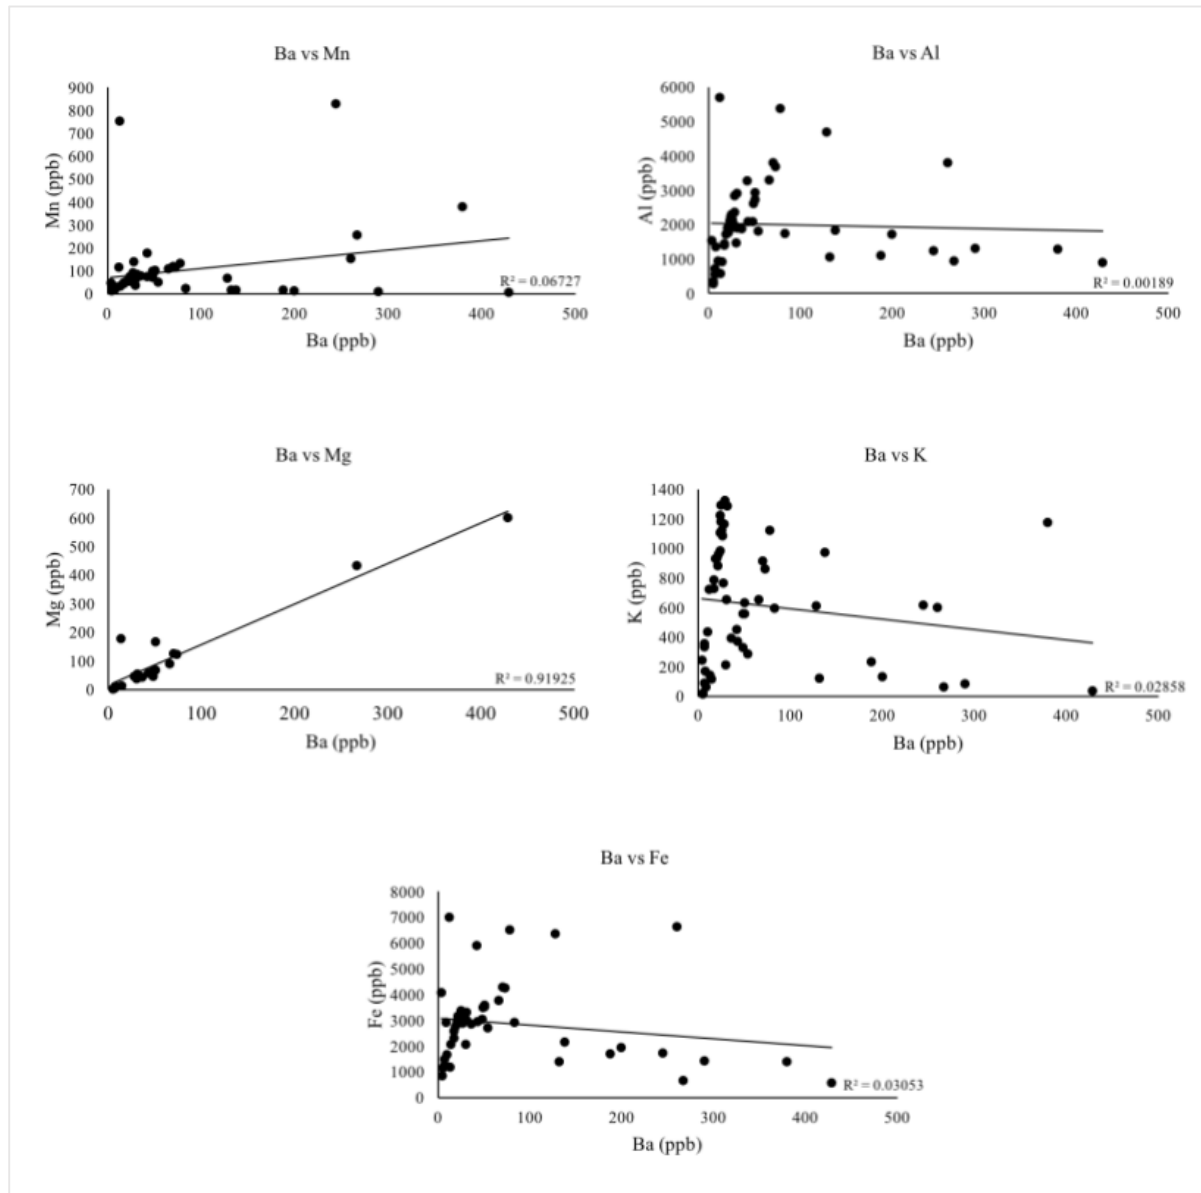 Ba vs Mn
900
800
700
600
500
400
300
200
100
0
Mn (ppb)
R² = 0.06727
0 100 200 300 400 500
Ba (ppb)
Ba vs Al
6000
5000
4000
3000
2000
1000
0
Al (ppb)
R² = 0.00189
0 100 200 300 400 500
Ba (ppb)
Ba vs Mg
700
600
500
400
300
200
100
0
Mg (ppb)
R² = 0.91925
0 100 200 300 400 500
Ba (ppb)
Ba vs K
1400
1200
1000
800
600
400
200
0
K (ppb)
R² = 0.02858
0 100 200 300 400 500
Ba (ppb)
Ba vs Fe
8000
7000
6000
5000
4000
3000
2000
1000
0
Fe (ppb)
R² = 0.03053
0 100 200 300 400 500
Ba (ppb)